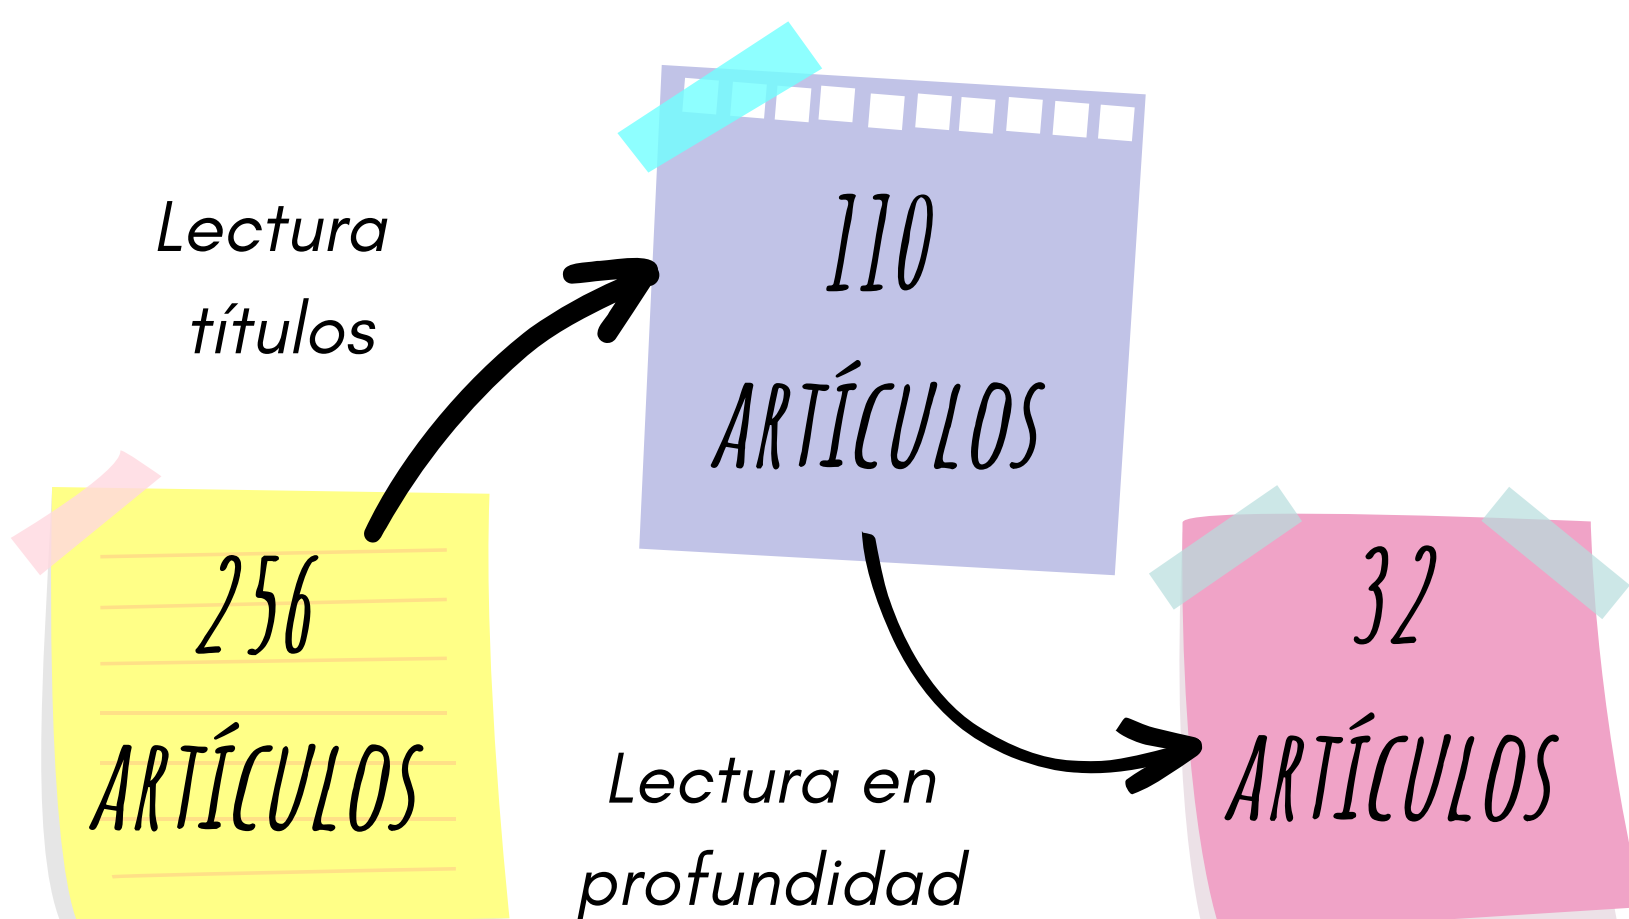 Lectura
títulos
256
ARTÍCULOS
110
ARTÍCULOS
Lectura en
profundidad
32
ARTÍCULOS